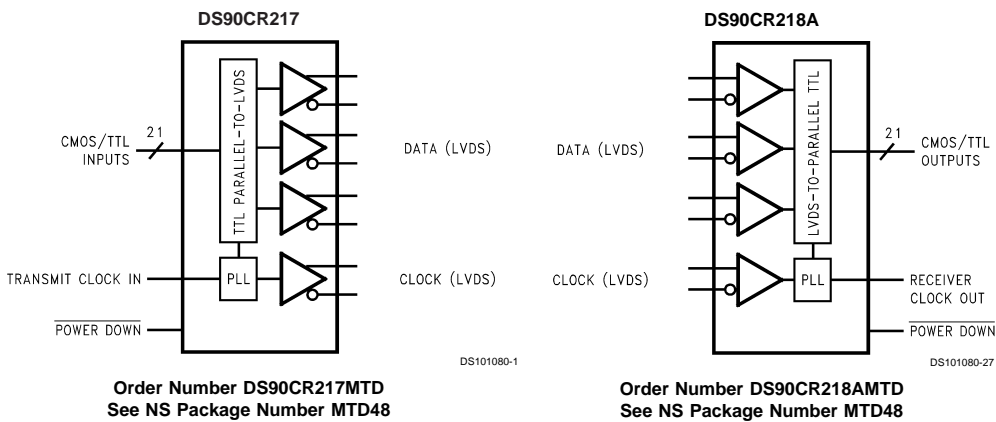 DS90CR217
TTL PARALLEL-TO-LVDS
CMOS/TTL
INPUTS
21
DATA (LVDS)
TRANSMIT CLOCK IN
PLL
CLOCK (LVDS)
POWER DOWN
DS101080-1
Order Number DS90CR217MTD
See NS Package Number MTD48
DS90CR218A
LVDS-TO-PARALLEL TTL
DATA (LVDS)
21
CMOS/TTL
OUTPUTS
CLOCK (LVDS)
PLL
RECEIVER
CLOCK OUT
POWER DOWN
DS101080-27
Order Number DS90CR218AMTD
See NS Package Number MTD48